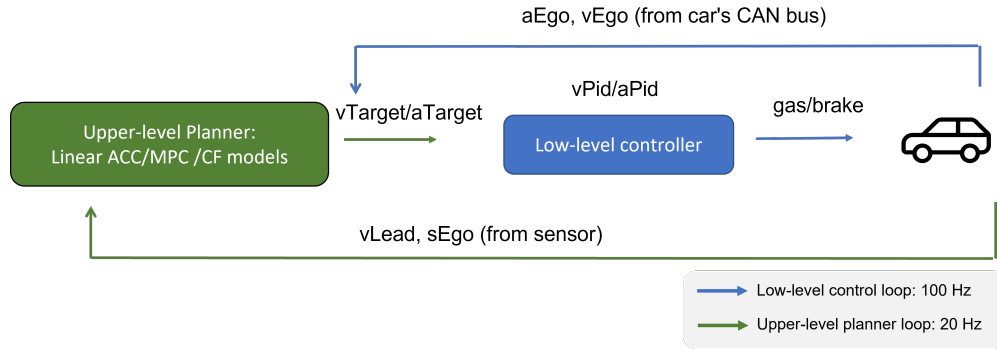 aEgo, vEgo (from car's CAN bus)
vPid/aPid
vTarget/aTarget
gas/brake
Upper-level Planner:
Linear ACC/MPC /CF models
Low-level controller
vLead, sEgo (from sensor)
Low-level control loop: 100 Hz
Upper-level planner loop: 20 Hz